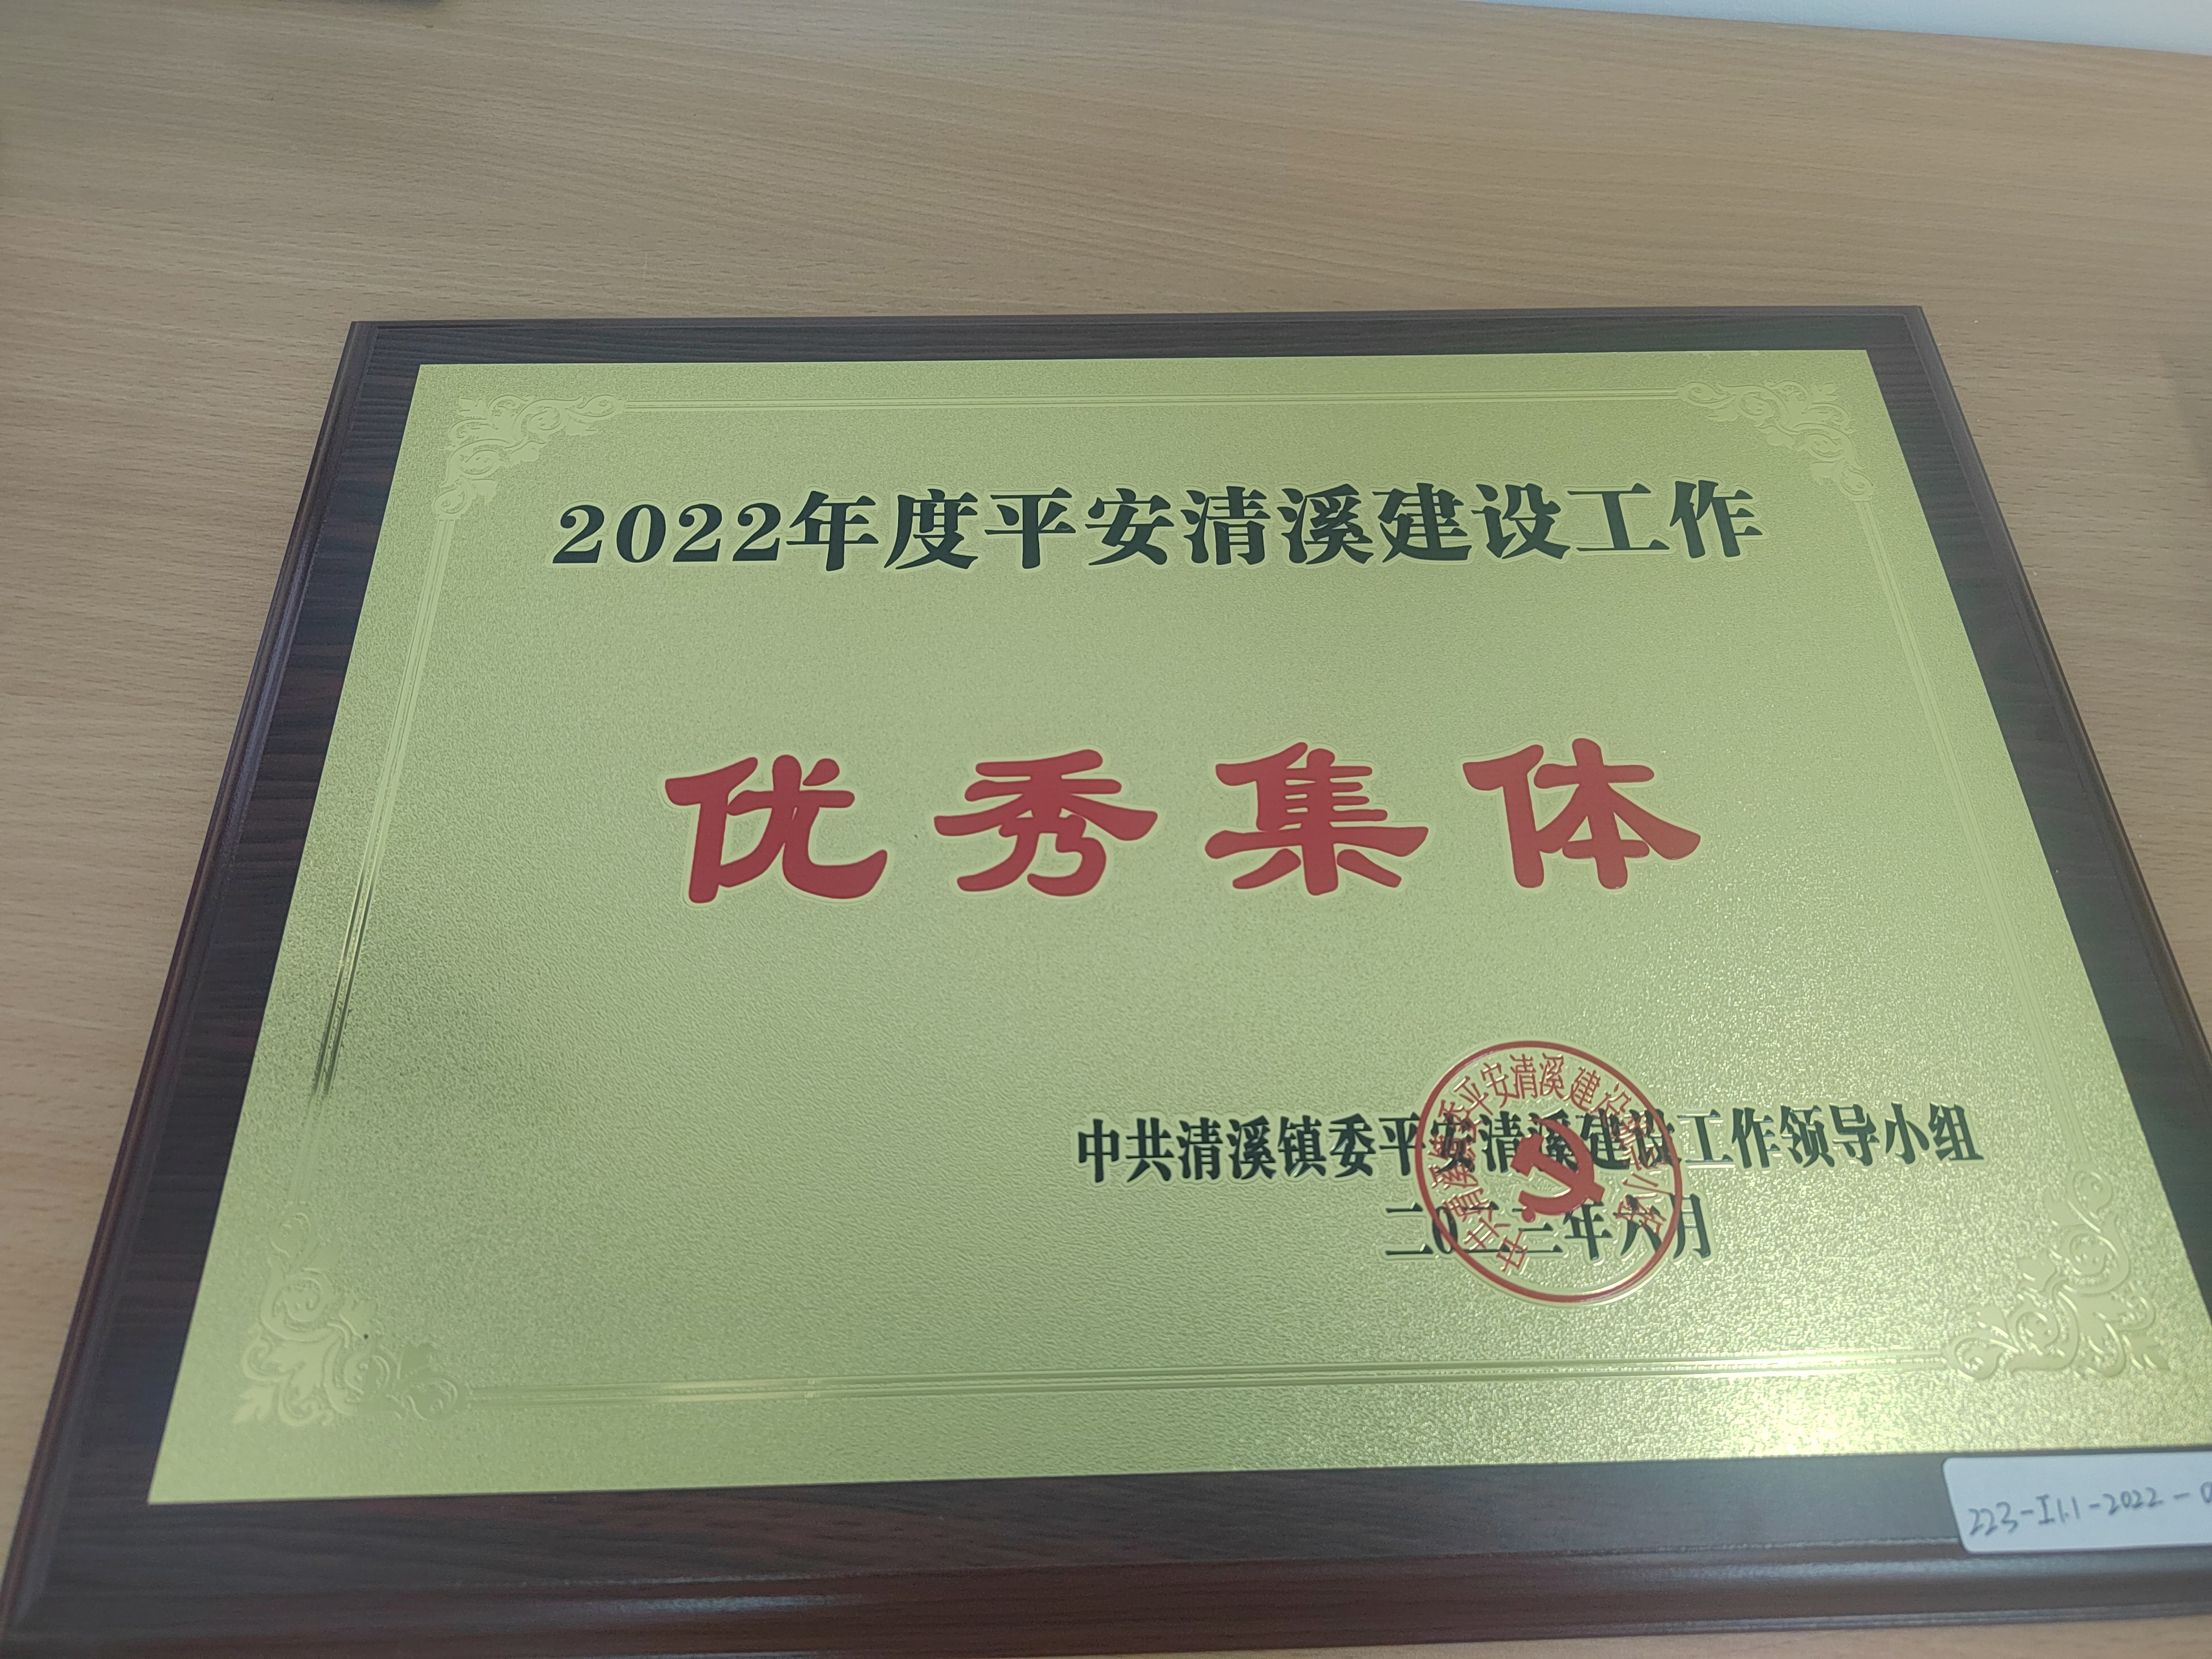 2022年度平安清溪建设工作
优秀集体
中共清溪镇委平安清溪建设工作领导小组
二〇二三年六月
223-I1.1-2022-0